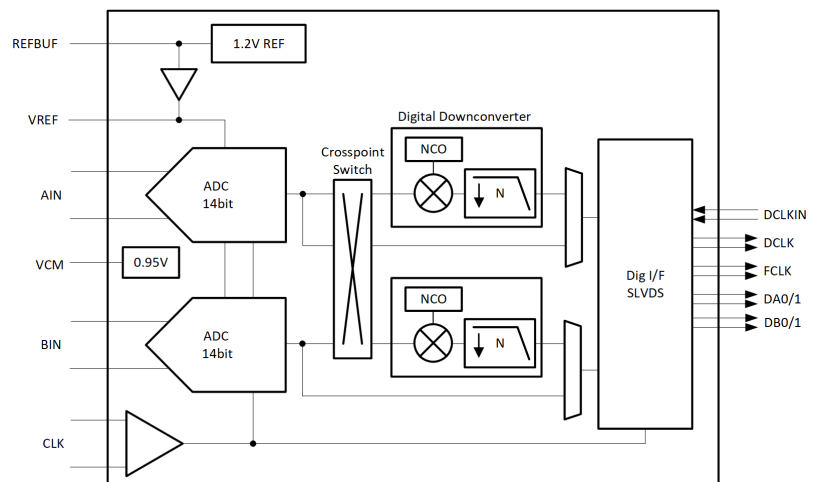 REFBUF
1.2V REF
VREF
Digital Downconverter
NCO
Crosspoint
Switch
ADC
14bit
N
AIN
DCLKIN
DCLK
VCM
0.95V
FCLK
Dig I/F
SLVDS
NCO
DA0/1
DB0/1
ADC
14bit
N
BIN
CLK